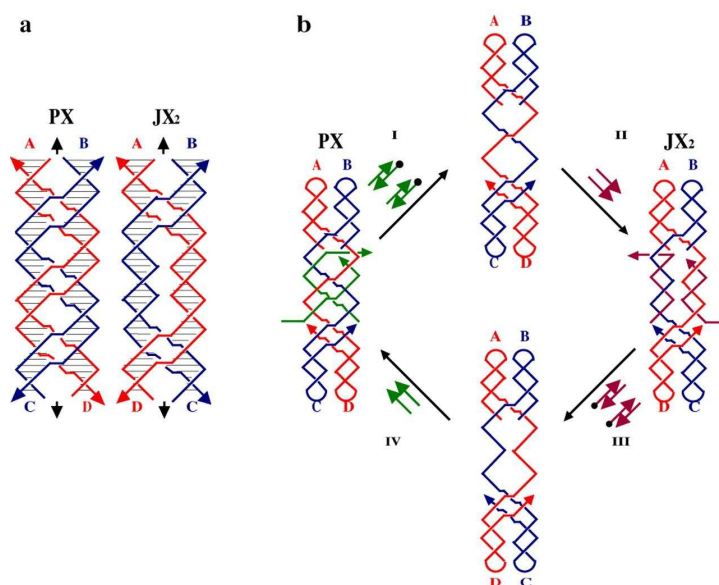 a
PX JX2
A B A B
C D D C
b
A B
PX I II JX2
A B A B
C D
C D D C
A B
IV III
D C